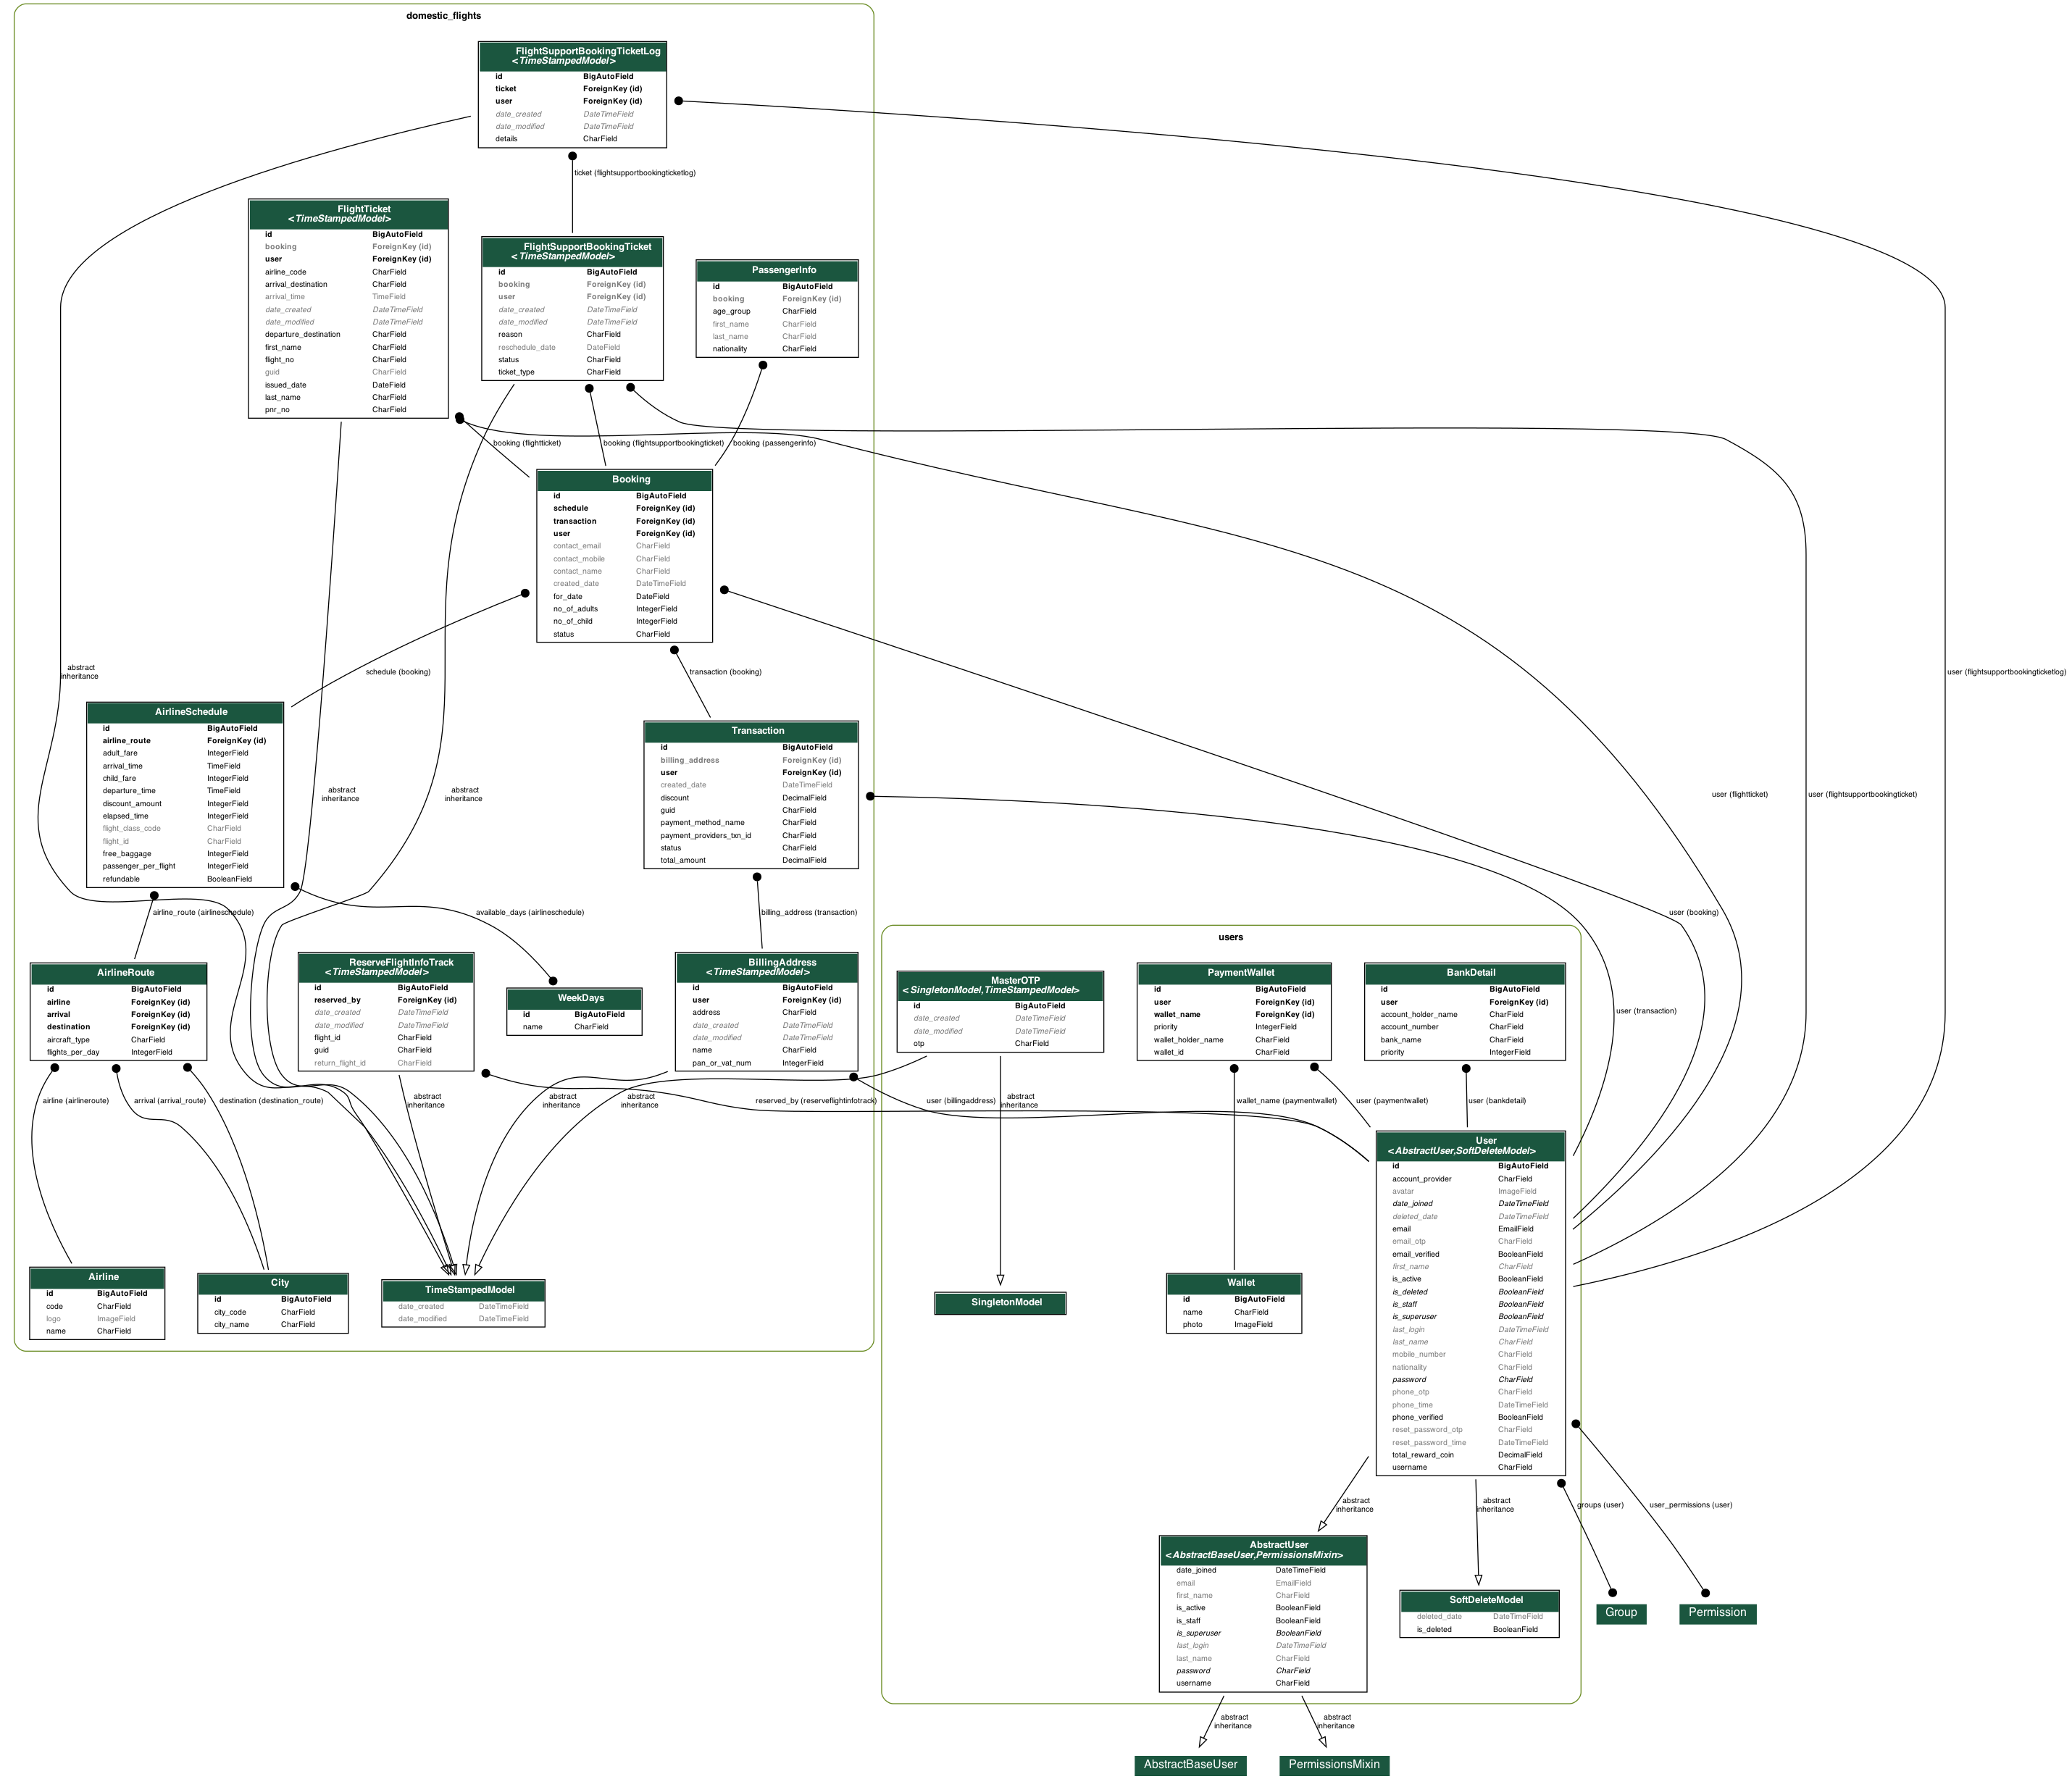 domestic_flights
FlightSupportBookingTicketLog
<TimeStampedModel>
id BigAutoField
ticket ForeignKey (id)
user ForeignKey (id)
date_created DateTimeField
date_modified DateTimeField
details CharField
ticket (flightsupportbookingticketlog)
FlightTicket
<TimeStampedModel>
id BigAutoField
booking ForeignKey (id)
user ForeignKey (id)
airline_code CharField
arrival_destination CharField
arrival_time TimeField
date_created DateTimeField
date_modified DateTimeField
departure_destination CharField
first_name CharField
flight_no CharField
guid CharField
issued_date DateField
last_name CharField
pnr_no CharField
FlightSupportBookingTicket
<TimeStampedModel>
id BigAutoField
booking ForeignKey (id)
user ForeignKey (id)
date_created DateTimeField
date_modified DateTimeField
reason CharField
reschedule_date DateField
status CharField
ticket_type CharField
PassengerInfo
id BigAutoField
booking ForeignKey (id)
age_group CharField
first_name CharField
last_name CharField
nationality CharField
booking (flightticket)
booking (flightsupportbookingticket)
booking (passengerinfo)
Booking
id BigAutoField
schedule ForeignKey (id)
transaction ForeignKey (id)
user ForeignKey (id)
contact_email CharField
contact_mobile CharField
contact_name CharField
created_date DateTimeField
for_date DateField
no_of_adults IntegerField
no_of_child IntegerField
status CharField
abstract
inheritance
schedule (booking)
transaction (booking)
user (flightsupportbookingticketlog)
AirlineSchedule
id BigAutoField
airline_route ForeignKey (id)
adult_fare IntegerField
arrival_time TimeField
child_fare IntegerField
departure_time TimeField
discount_amount IntegerField
elapsed_time IntegerField
flight_class_code CharField
flight_id CharField
free_baggage IntegerField
passenger_per_flight IntegerField
refundable BooleanField
abstract
inheritance
abstract
inheritance
Transaction
id BigAutoField
billing_address ForeignKey (id)
user ForeignKey (id)
created_date DateTimeField
discount DecimalField
guid CharField
payment_method_name CharField
payment_providers_txn_id CharField
status CharField
total_amount DecimalField
user (flightticket)
user (flightsupportbookingticket)
airline_route (airlineschedule)
available_days (airlineschedule)
billing_address (transaction)
user (booking)
AirlineRoute
id BigAutoField
airline ForeignKey (id)
arrival ForeignKey (id)
destination ForeignKey (id)
aircraft_type CharField
flights_per_day IntegerField
ReserveFlightInfoTrack
<TimeStampedModel>
id BigAutoField
reserved_by ForeignKey (id)
date_created DateTimeField
date_modified DateTimeField
flight_id CharField
guid CharField
return_flight_id CharField
WeekDays
id BigAutoField
name CharField
BillingAddress
<TimeStampedModel>
id BigAutoField
user ForeignKey (id)
address CharField
date_created DateTimeField
date_modified DateTimeField
name CharField
pan_or_vat_num IntegerField
users
MasterOTP
<SingletonModel,TimeStampedModel>
id BigAutoField
date_created DateTimeField
date_modified DateTimeField
otp CharField
PaymentWallet
id BigAutoField
user ForeignKey (id)
wallet_name ForeignKey (id)
priority IntegerField
wallet_holder_name CharField
wallet_id CharField
BankDetail
id BigAutoField
user ForeignKey (id)
account_holder_name CharField
account_number CharField
bank_name CharField
priority IntegerField
user (transaction)
airline (airlineroute)
arrival (arrival_route)
destination (destination_route)
abstract
inheritance
abstract
inheritance
abstract
inheritance
reserved_by (reserveflightinfotrack)
user (billingaddress)
abstract
inheritance
wallet_name (paymentwallet)
user (paymentwallet)
user (bankdetail)
Airline
id BigAutoField
code CharField
logo ImageField
name CharField
City
id BigAutoField
city_code CharField
city_name CharField
TimeStampedModel
date_created DateTimeField
date_modified DateTimeField
SingletonModel
Wallet
id BigAutoField
name CharField
photo ImageField
User
<AbstractUser,SoftDeleteModel>
id BigAutoField
account_provider CharField
avatar ImageField
date_joined DateTimeField
deleted_date DateTimeField
email EmailField
email_otp CharField
email_verified BooleanField
first_name CharField
is_active BooleanField
is_deleted BooleanField
is_staff BooleanField
is_superuser BooleanField
last_login DateTimeField
last_name CharField
mobile_number CharField
nationality CharField
password CharField
phone_otp CharField
phone_time DateTimeField
phone_verified BooleanField
reset_password_otp CharField
reset_password_time DateTimeField
total_reward_coin DecimalField
username CharField
abstract
inheritance
abstract
inheritance
groups (user)
user_permissions (user)
AbstractUser
<AbstractBaseUser,PermissionsMixin>
date_joined DateTimeField
email EmailField
first_name CharField
is_active BooleanField
is_staff BooleanField
is_superuser BooleanField
last_login DateTimeField
last_name CharField
password CharField
username CharField
SoftDeleteModel
deleted_date DateTimeField
is_deleted BooleanField
Group
Permission
abstract
inheritance
abstract
inheritance
AbstractBaseUser
PermissionsMixin